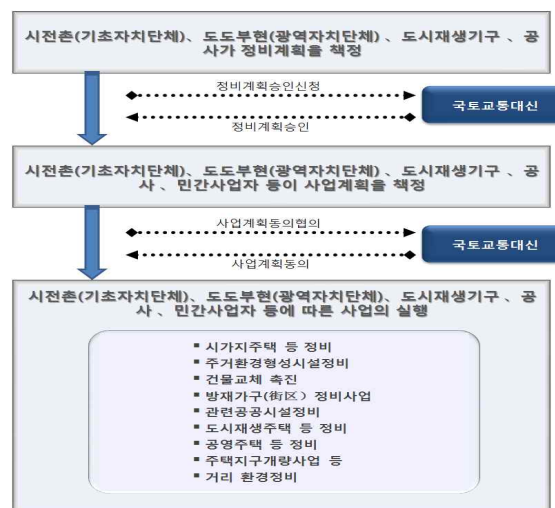 시전촌(기초자치단체)、도도부현(광역자치단체) 、도시재생기구 、공
사가 정비계획을 책정
정비계획승인신청
국토교통대신
정비계획승인
시전촌(기초자치단체)、도도부현(광역자치단체)、도시재생기구 、공
사 、민간사업자 등이 사업계획을 책정
사업계획동의협의
국토교통대신
사업계획동의
시전촌(기초자치단체)、도도부현(광역자치단체)、도시재생기구 、공
사 、민간사업자 등에 따른 사업의 실행
▪ 시가지주택 등 정비
▪ 주거환경형성시설정비
▪ 건물교체 촉진
▪ 방재가구(街区）정비사업
▪ 관련공공시설정비
▪ 도시재생주택 등 정비
▪ 공영주택 등 정비
▪ 주택지구개량사업 등
▪ 거리 환경정비